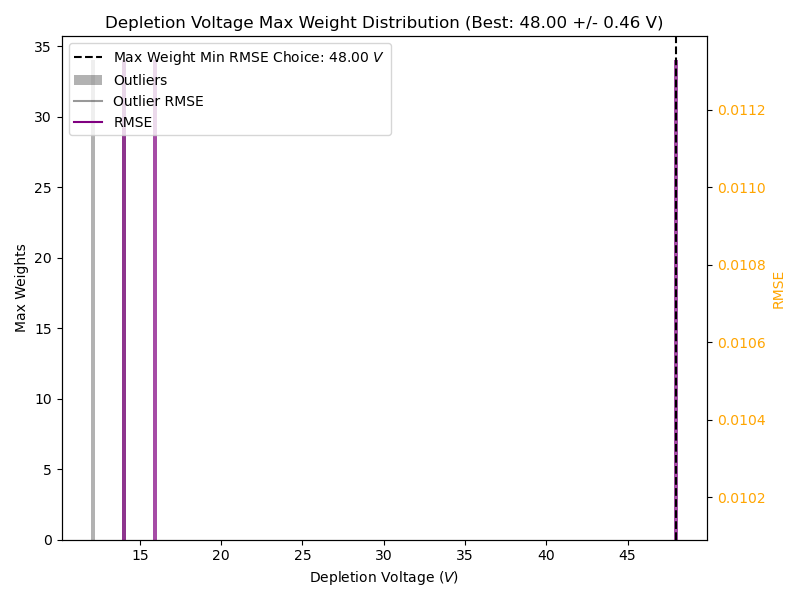 Depletion Voltage Max Weight Distribution (Best: 48.00 +/- 0.46 V)
Max Weight Min RMSE Choice: 48.00 V
Outliers
Outlier RMSE
RMSE
35
30
25
20
15
10
5
0
Max Weights
0.0112
0.0110
0.0108
0.0106
0.0104
0.0102
RMSE
15 20 25 30 35 40 45
Depletion Voltage (V)